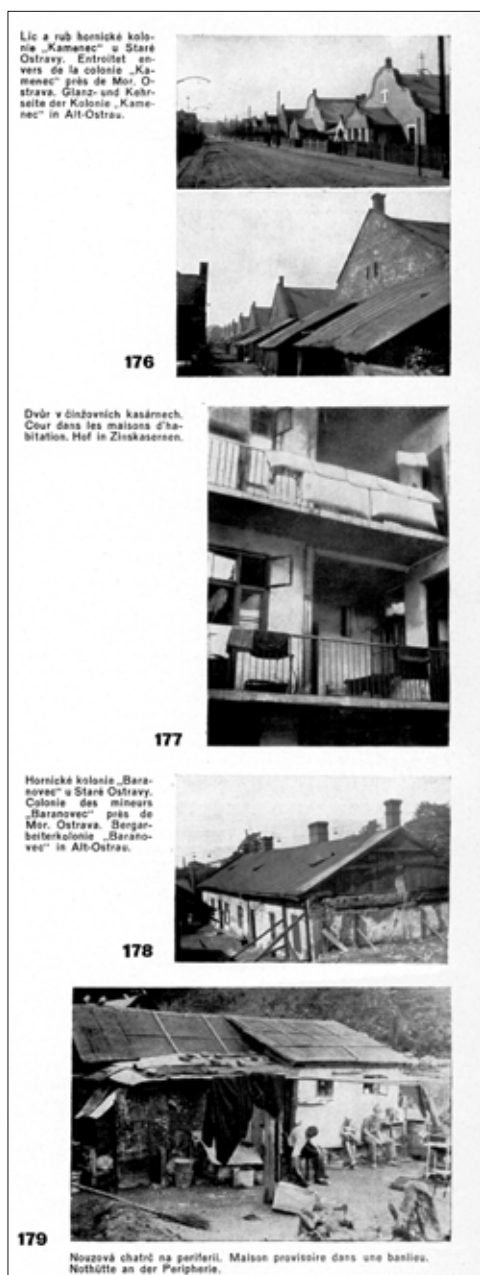 Líc a rub hornické kolo-
nie „Kamenec“ u Staré
Ostravy. Entroitet en-
vers de la colonie „Ka-
menec“ près de Mor. O-
strava. Glanz- und Kehr-
seite der Kolonie „Kame-
nec“ in Alt-Ostrau.
176
Dvůr v činžovních kasárnech.
Cour dans les maisons d'ha-
bitation. Hof in Zinskasernen.
177
Hornické kolonie „Bara-
novec“ u Staré Ostravy.
Colonie des mineurs
„Baranovec“ près de
Mor. Ostrava. Bergar-
beiterkolonie „Barano-
vec“ in Alt-Ostrau.
178
179
Nouzová chatrč na periferii. Maison provisoire dans une banlieu.
Nothütte an der Peripherie.